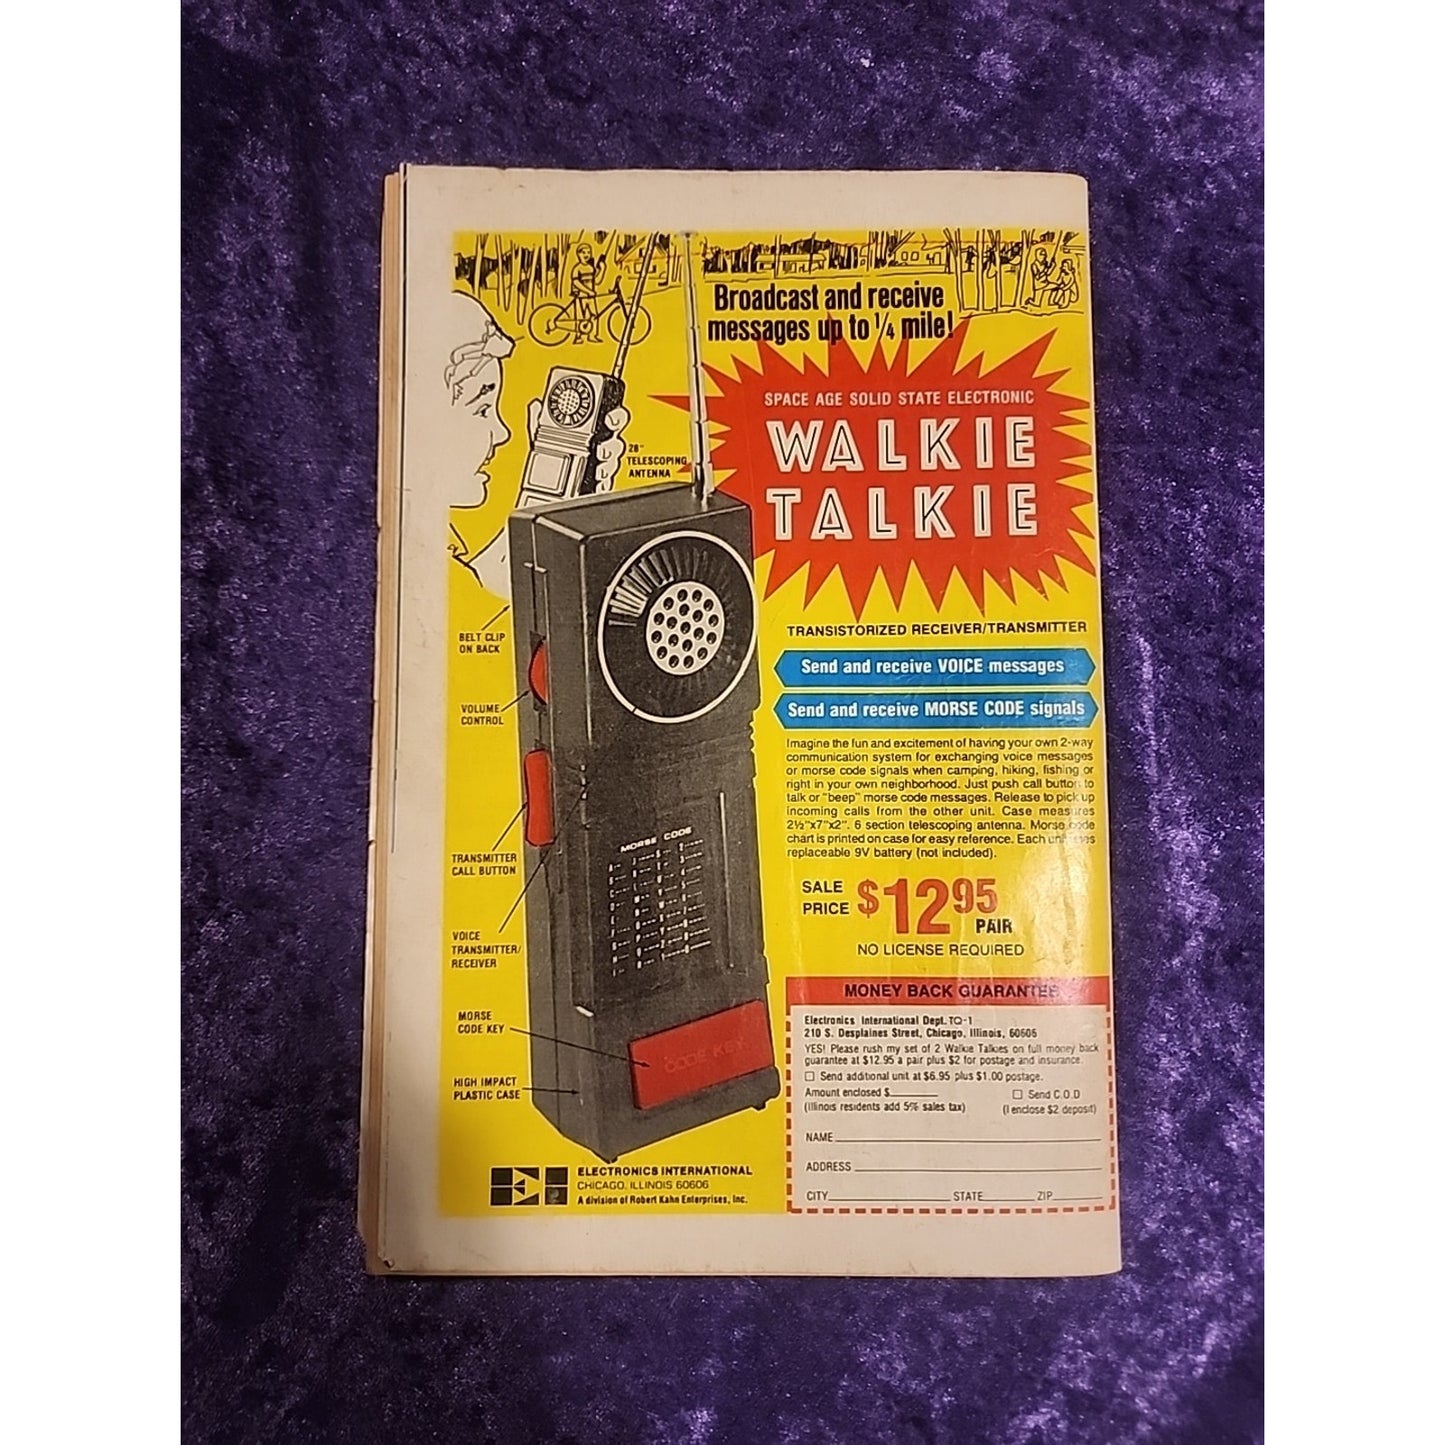 Broadcast and receive
messages up to 1/4 mile!
SPACE AGE SOLID STATE ELECTRONIC
WALKIE
TALKIE
28"
TELESCOPING
ANTENNA
BELT CLIP
ON BACK
VOLUME
CONTROL
TRANSMITTER
CALL BUTTON
VOICE
TRANSMITTER/
RECEIVER
MORSE
CODE KEY
HIGH IMPACT
PLASTIC CASE
MORSE CODE
CODE KEY
TRANSISTORIZED RECEIVER/TRANSMITTER
Send and receive VOICE messages
Send and receive MORSE CODE signals
Imagine the fun and excitement of having your own 2-way
communication system for exchanging voice messages
or morse code signals when camping, hiking, fishing or
right in your own neighborhood. Just push call button to
talk or "beep" morse code messages. Release to pick up
incoming calls from the other unit. Case measures
2½"x7"x2". 6 section telescoping antenna. Morse code
chart is printed on case for easy reference. Each unit uses
replaceable 9V battery (not included).
SALE
PRICE $12.95
PAIR
NO LICENSE REQUIRED
MONEY BACK GUARANTEE
Electronics International Dept. TO-1
210 S. Desplaines Street, Chicago, Illinois, 60606
YES! Please rush my set of 2 Walkie Talkies on full money back
guarantee at $12.95 a pair plus $2 for postage and insurance.
☐ Send additional unit at $6.95 plus $1.00 postage.
Amount enclosed $ ☐ Send C.O.D
(Illinois residents add 5% sales tax) (I enclose $2 deposit)
NAME
ADDRESS
CITY STATE ZIP
EI ELECTRONICS INTERNATIONAL
CHICAGO, ILLINOIS 60606
A division of Robert Kahn Enterprises, Inc.